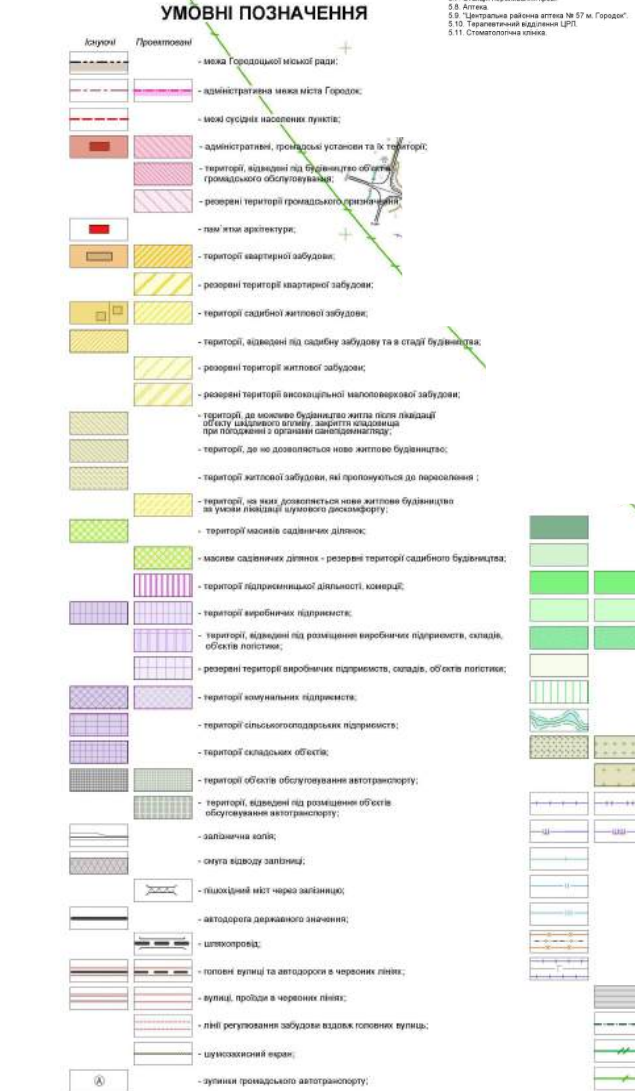 УМОВНІ ПОЗНАЧЕННЯ
5.8. Аптека.
5.9. "Центральна районна аптека № 57 м. Городок".
5.10. Терапевтичний відділення ЦРЛ.
5.11. Стоматологічна клініка.
Існуючі Проектовані
- межа Городоцької міської ради;
- адміністративна межа міста Городок;
- межі сусідніх населених пунктів;
- адміністративні, громадські установи та їх території;
- території, відведені під будівництво об'єктів
громадського обслуговування;
- резервні території громадського призначення
- пам'ятки архітектури;
- території квартирної забудови;
- резервні території квартирної забудови;
- території садибної житлової забудови;
- території, відведені під садибну забудову та в стадії будівництва;
- резервні території житлової забудови;
- резервні території високощільної малоповерхової забудови;
- території, де можливе будівництво житла після ліквідації
об'єкту шкідливого впливу, закриття кладовища
при погодженні з органами санепідемнагляду;
- території, де не дозволяється нове житлове будівництво;
- території житлової забудови, які пропонуються до переселення ;
- території, на яких дозволяється нове житлове будівництво
за умови ліквідації шумового дискомфорту;
- території масивів садівничих ділянок;
- масиви садівничих ділянок - резервні території садибного будівництва;
- території підприємницької діяльності, комерції;
- території виробничих підприємств;
- території, відведені під розміщення виробничих підприємств, складів,
об'єктів логістики;
- резервні території виробничих підприємств, складів, об'єктів логістики;
- території комунальних підприємств;
- території сільськогосподарських підприємств;
- території складських об'єктів;
- території об'єктів обслуговування автотранспорту;
- території, відведені під розміщення об'єктів
обсуговування автотранспорту;
- залізнична колія;
- смуга відводу залізниці;
- пішохідний міст через залізницю;
- автодорога державного значення;
- шляхопровід;
- головні вулиці та автодороги в червоних лініях;
- вулиці, проїзди в червоних лініях;
- лінії регулювання забудови вздовж головних вулиць;
- шумозахисний екран;
А
- зупинки громадського автотранспорту;